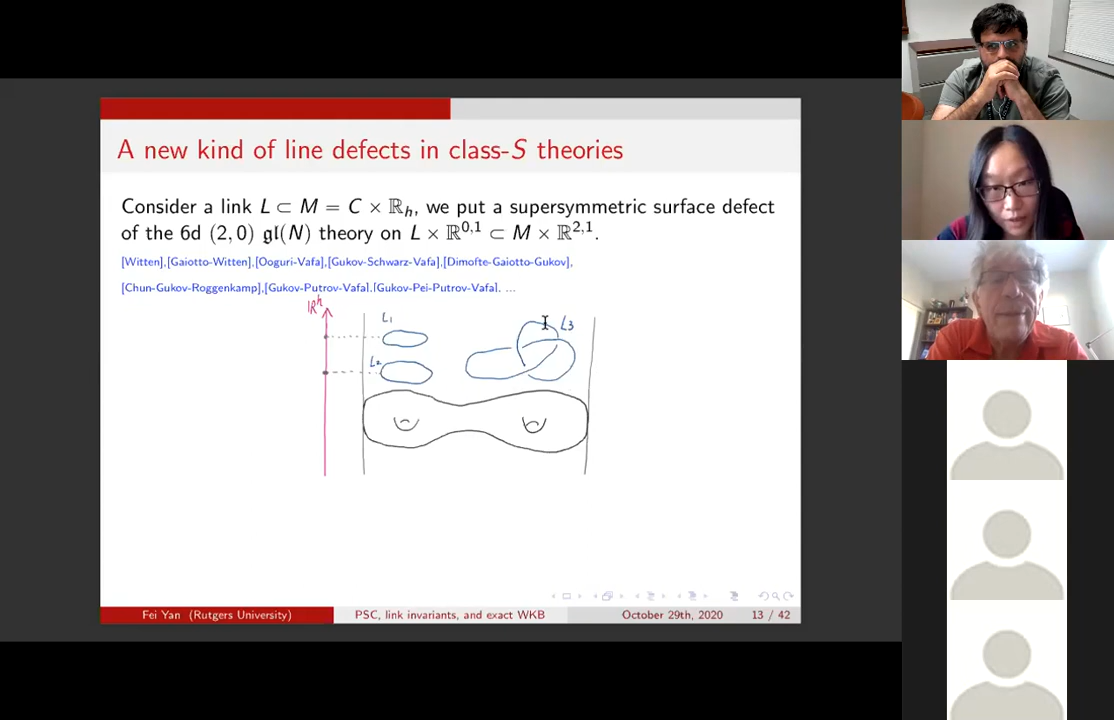 A new kind of line defects in class-S theories
Consider a link L ⊂ M = C × ℝₕ, we put a supersymmetric surface defect
of the 6d (2,0) 𝔤𝔩(N) theory on L × ℝ^{0,1} ⊂ M × ℝ^{2,1}.
[Witten],[Gaiotto-Witten],[Ooguri-Vafa],[Gukov-Schwarz-Vafa],[Dimofte-Gaiotto-Gukov],
[Chun-Gukov-Roggenkamp],[Gukov-Putrov-Vafa],[Gukov-Pei-Putrov-Vafa], ...
ℝ^h
L₁
L₃
L₂
Fei Yan (Rutgers University) PSC, link invariants, and exact WKB October 29th, 2020 13 / 42